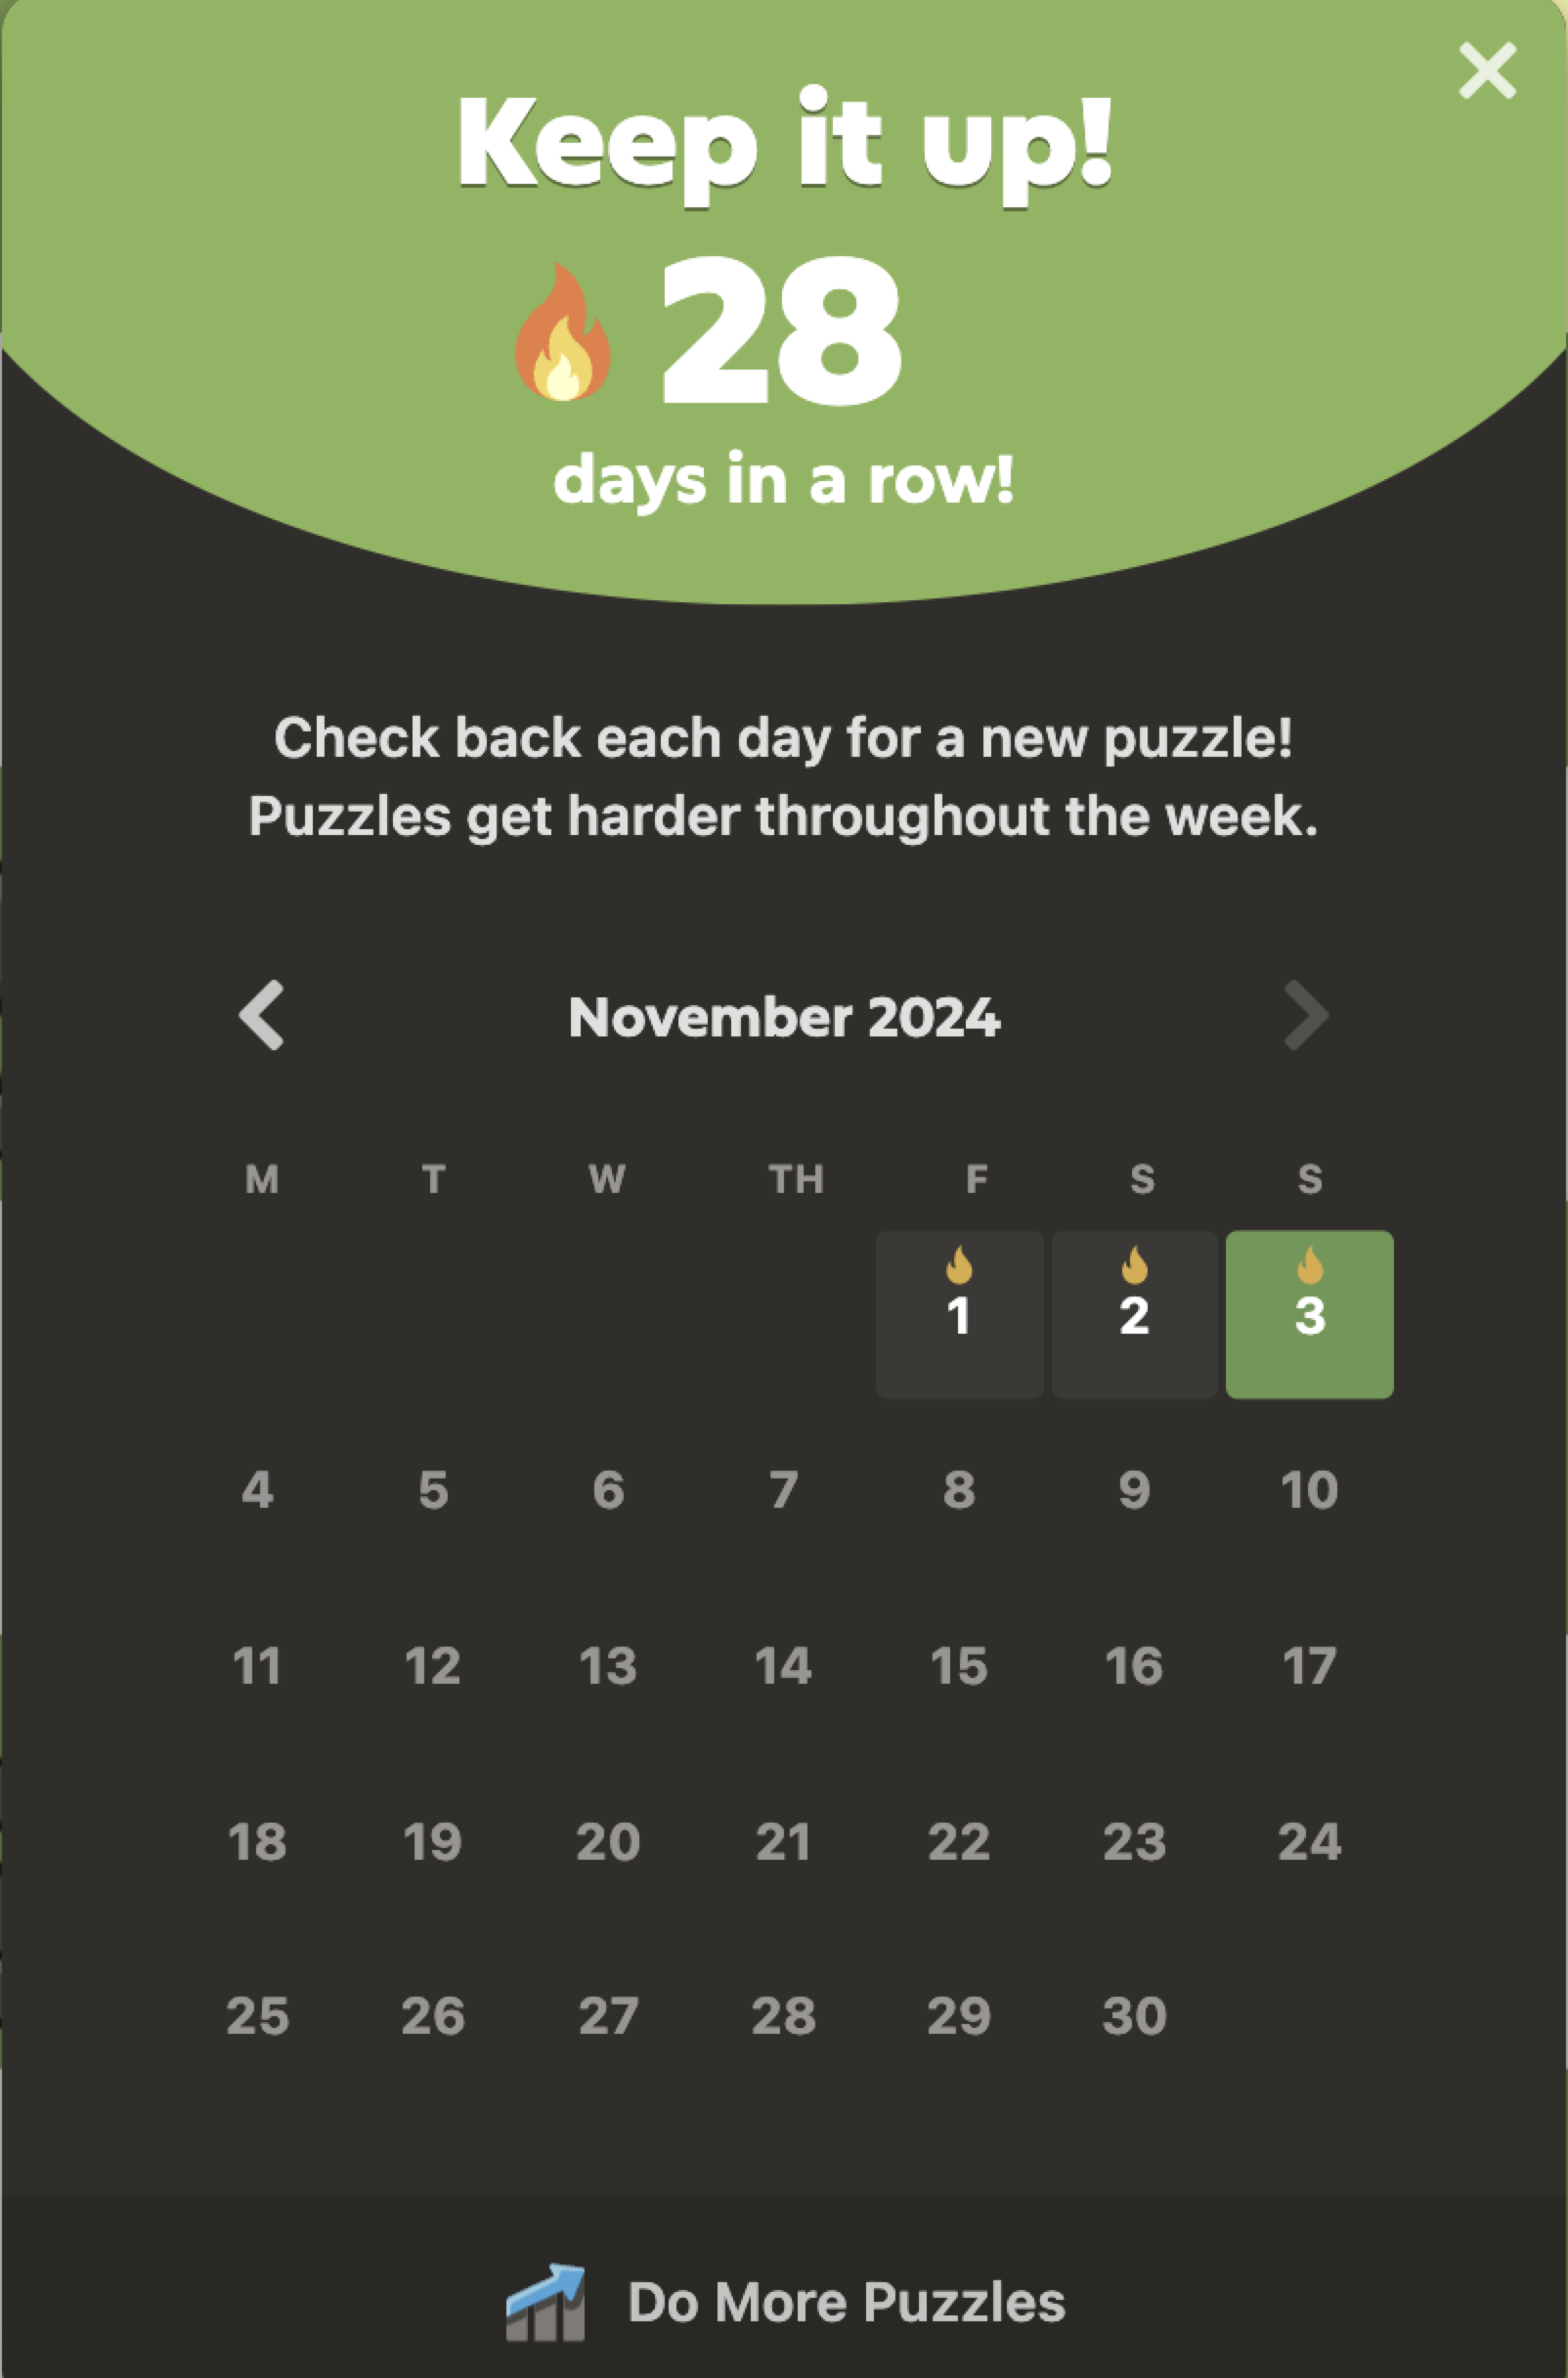 Keep it up!
28
days in a row!
Check back each day for a new puzzle!
Puzzles get harder throughout the week.
November 2024
M T W TH F S S
1 2 3
4 5 6 7 8 9 10
11 12 13 14 15 16 17
18 19 20 21 22 23 24
25 26 27 28 29 30
Do More Puzzles